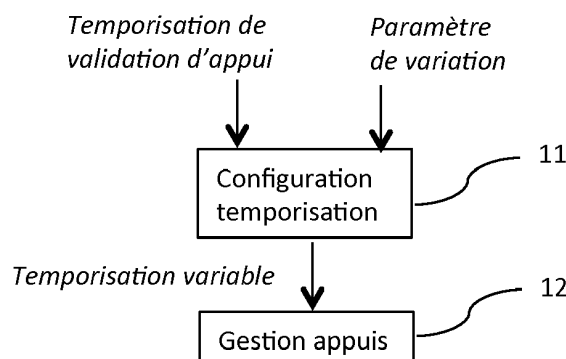 Temporisation de
validation d'appui
Paramètre
de variation
Configuration
temporisation
11
Temporisation variable
Gestion appuis
12